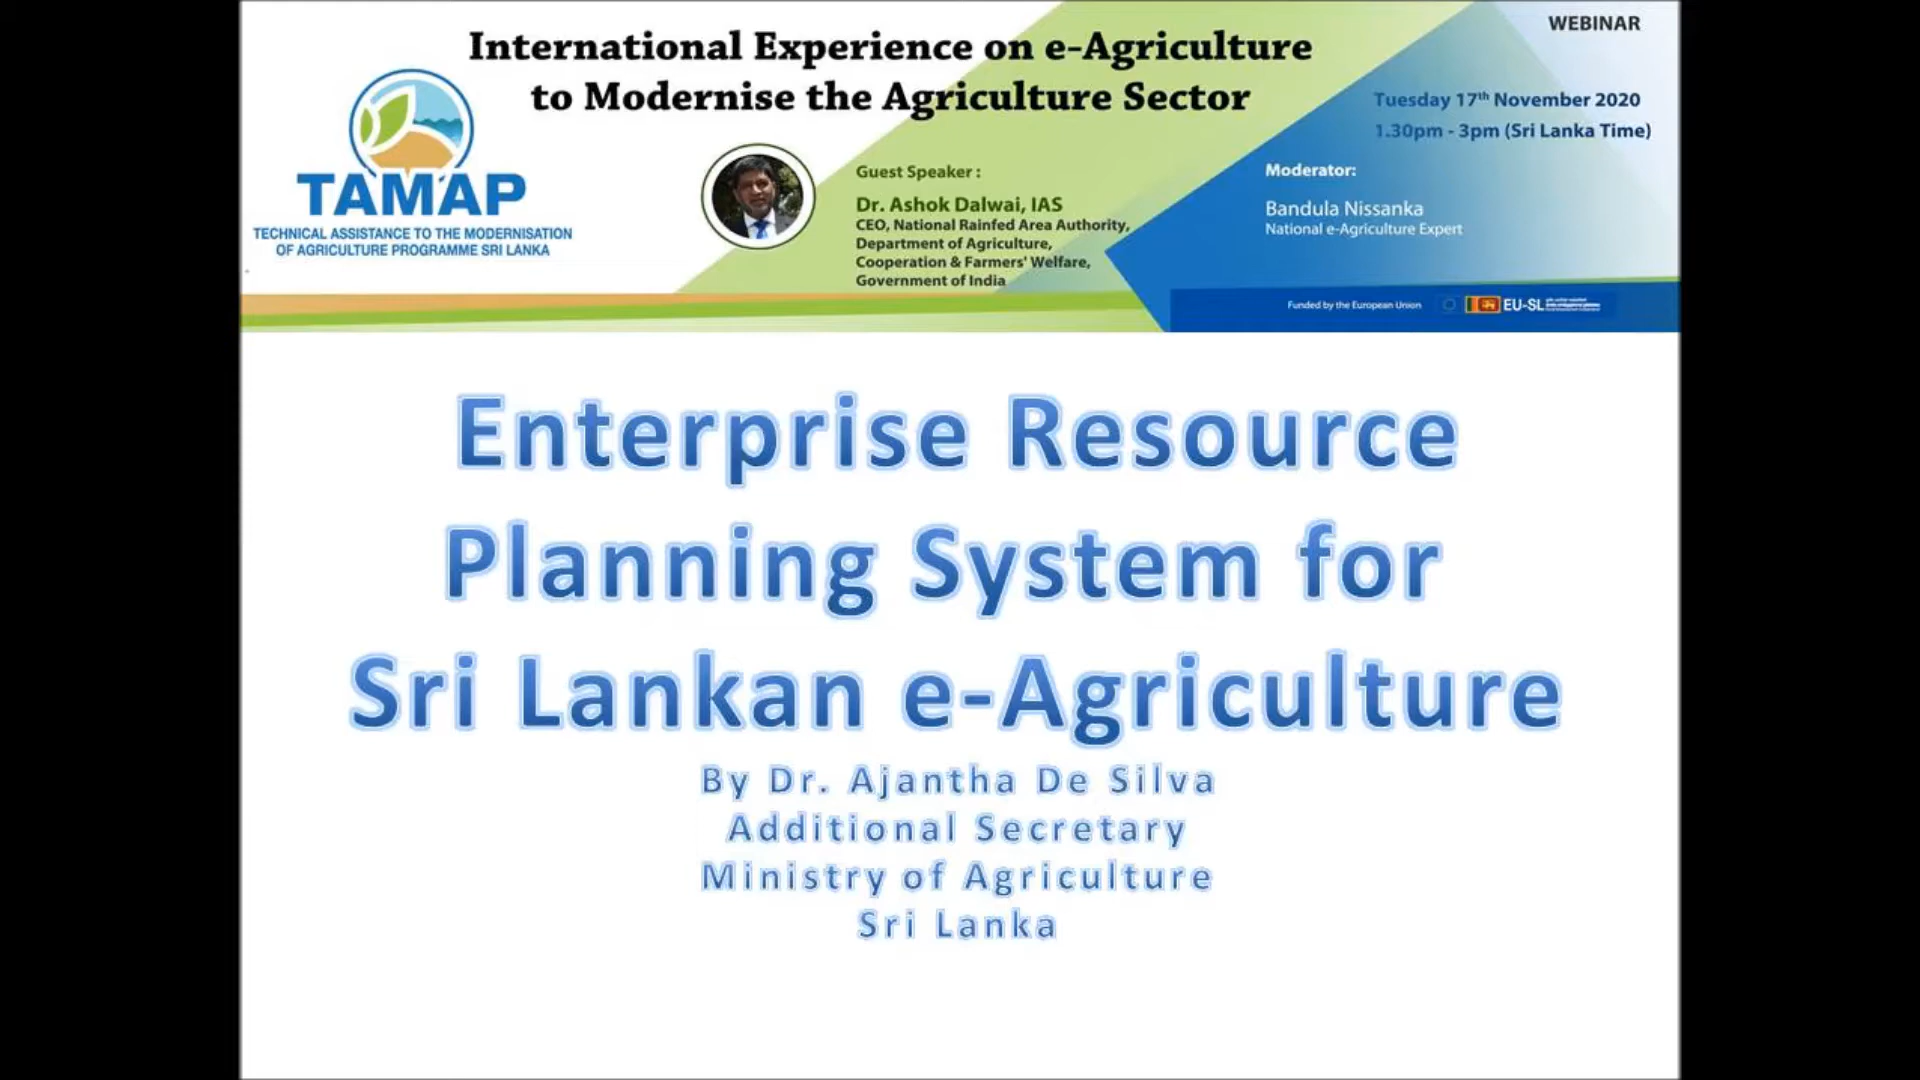 WEBINAR
International Experience on e-Agriculture
to Modernise the Agriculture Sector
Tuesday 17th November 2020
1.30pm - 3pm (Sri Lanka Time)
TAMAP
TECHNICAL ASSISTANCE TO THE MODERNISATION
OF AGRICULTURE PROGRAMME SRI LANKA
Guest Speaker :
Dr. Ashok Dalwai, IAS
CEO, National Rainfed Area Authority,
Department of Agriculture,
Cooperation & Farmers' Welfare,
Government of India
Moderator:
Bandula Nissanka
National e-Agriculture Expert
Funded by the European Union
EU-SL
Enterprise Resource
Planning System for
Sri Lankan e-Agriculture
By Dr. Ajantha De Silva
Additional Secretary
Ministry of Agriculture
Sri Lanka